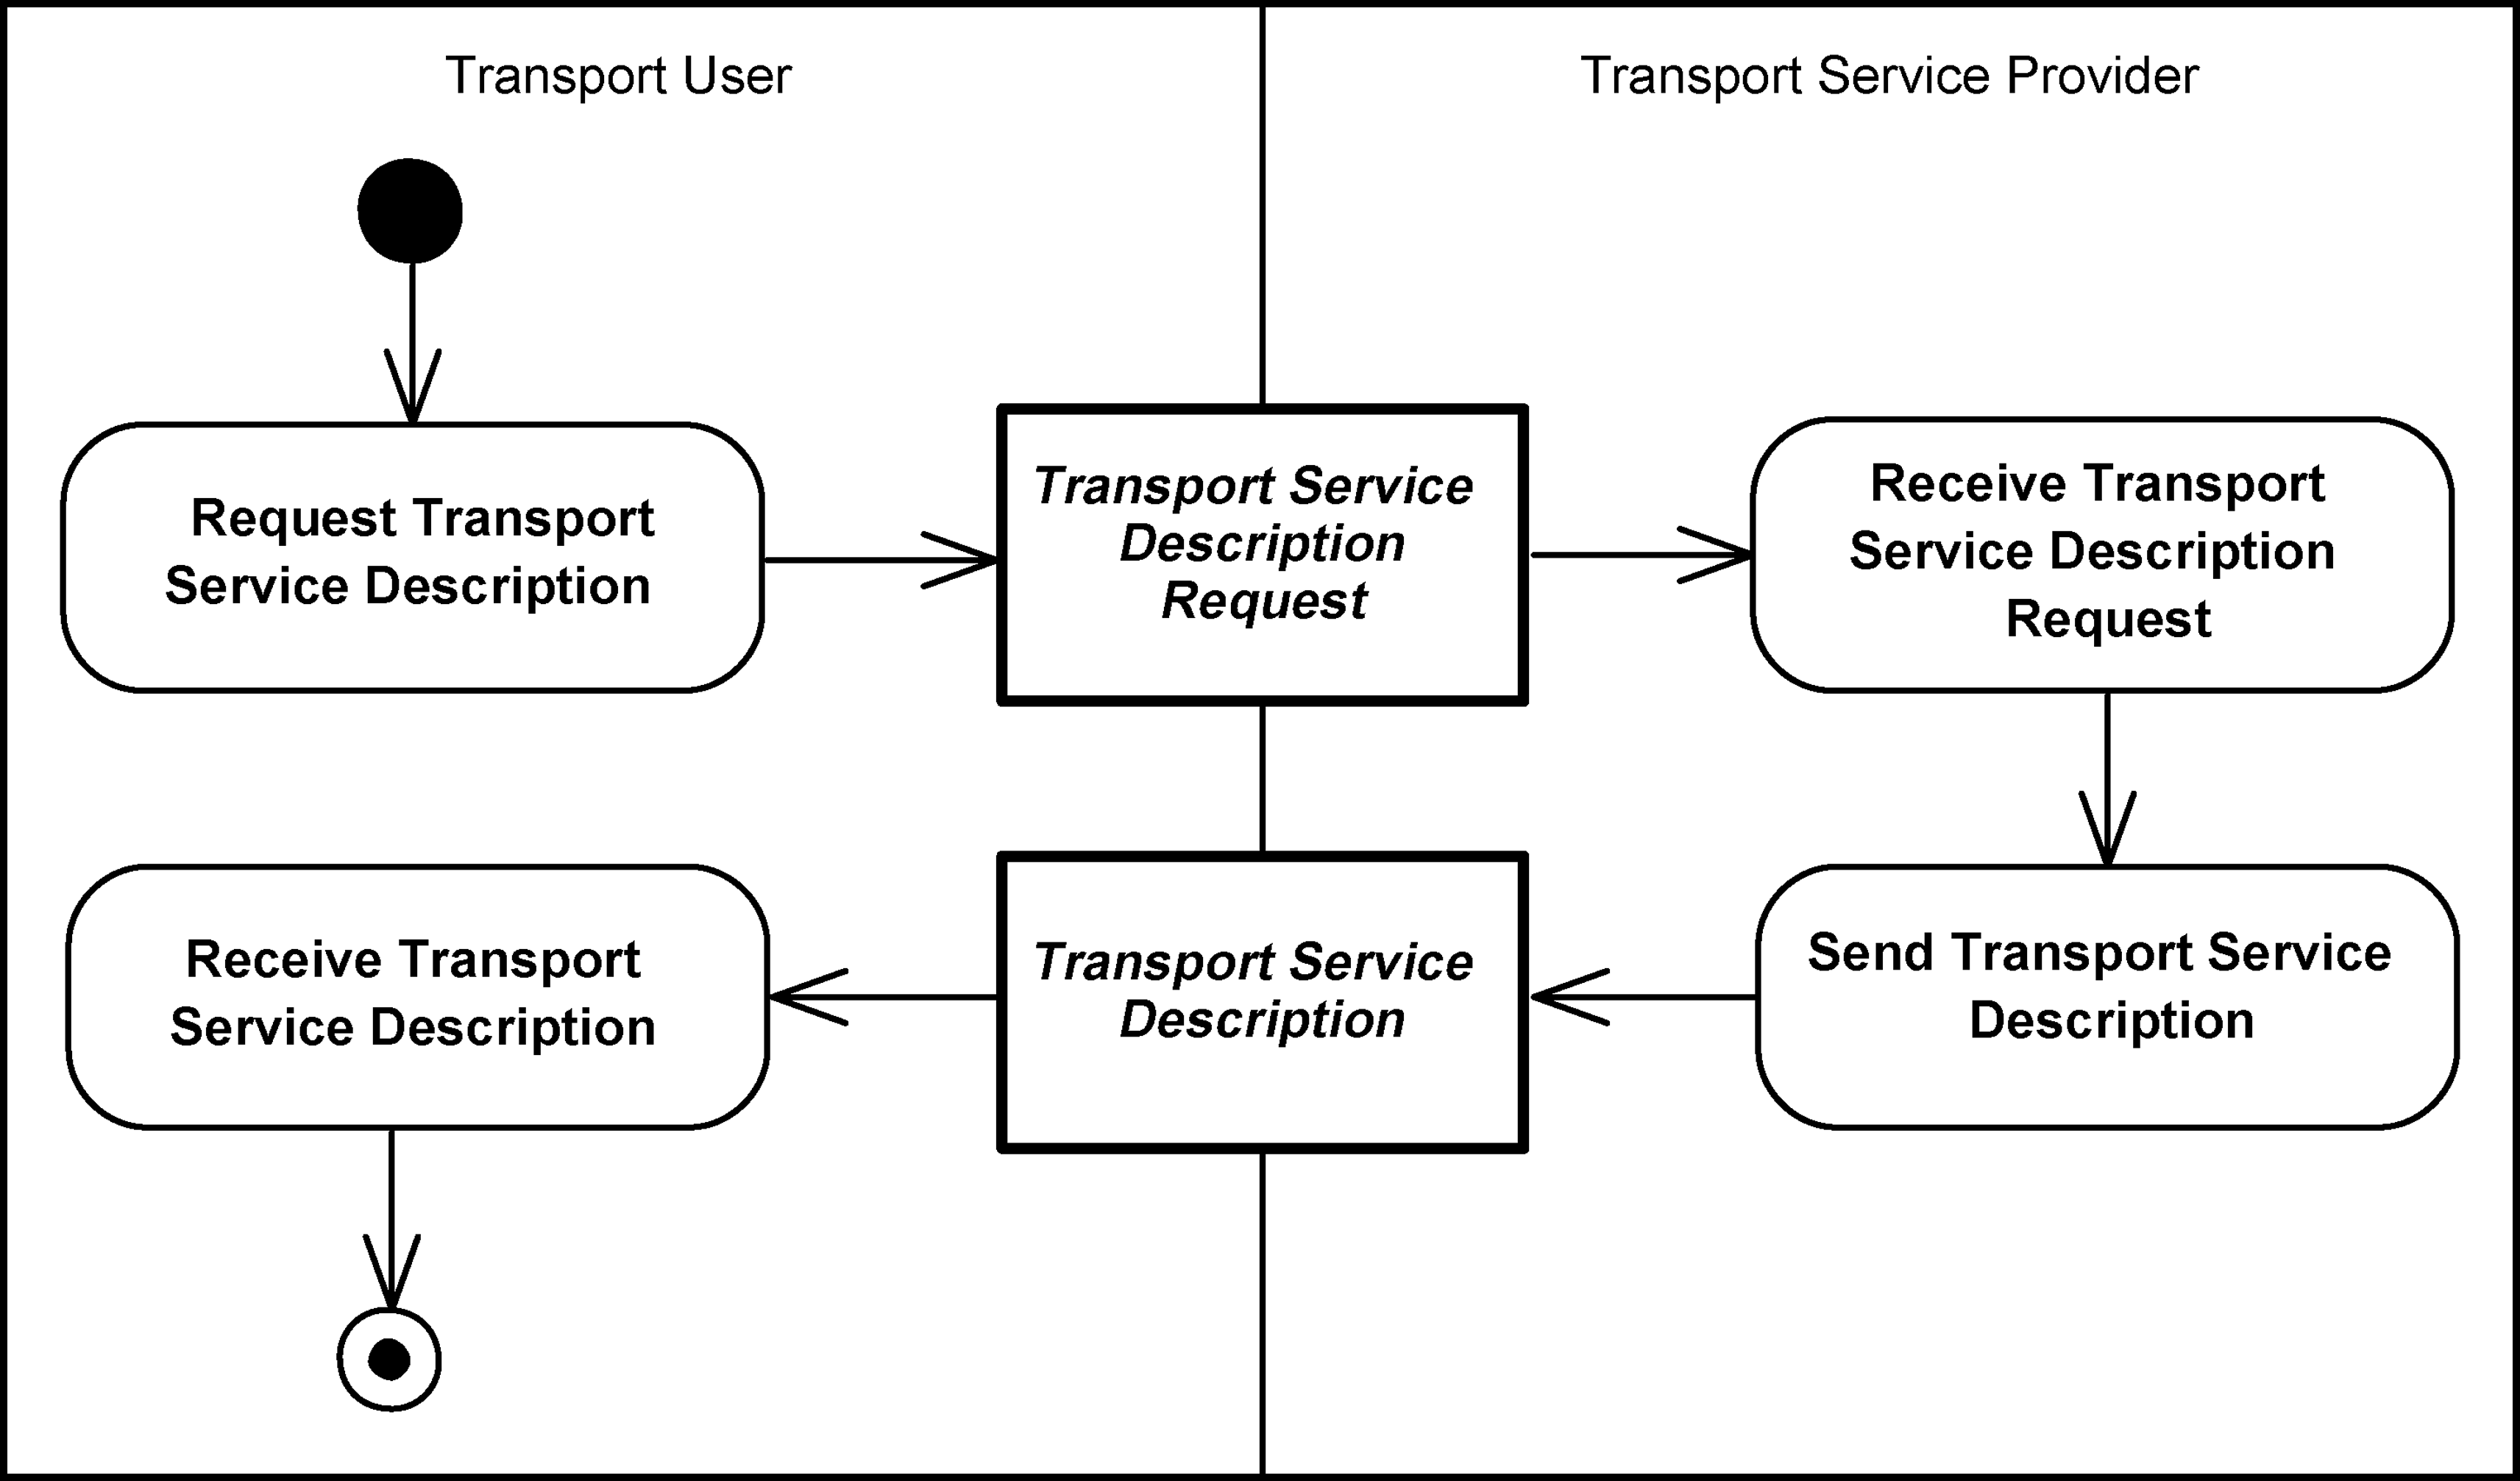 Transport User
Transport Service Provider
Request Transport
Service Description
Transport Service
Description
Request
Receive Transport
Service Description
Request
Receive Transport
Service Description
Transport Service
Description
Send Transport Service
Description